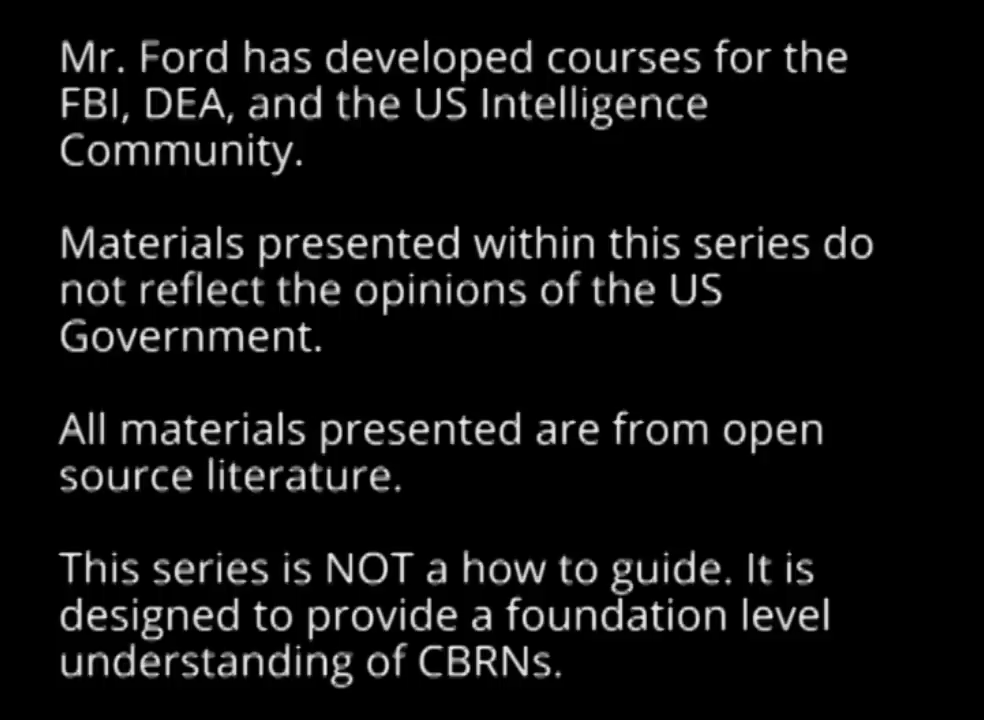 Mr. Ford has developed courses for the
FBI, DEA, and the US Intelligence
Community.
Materials presented within this series do
not reflect the opinions of the US
Government.
All materials presented are from open
source literature.
This series is NOT a how to guide. It is
designed to provide a foundation level
understanding of CBRNs.